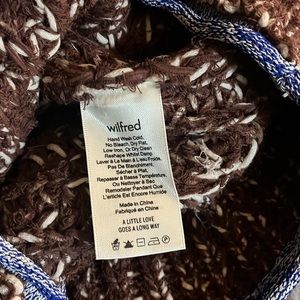 wilfred
Hand Wash Cold,
No Bleach, Dry Flat,
Low Iron, Or Dry Clean
Reshape Whilst Damp
Laver À La Main À L'eau Froide,
Pas De Blanchiment,
Sécher À Plat,
Repasser À Basse Température,
Ou Nettoyer À Sec
Remodeler Pendant Que
L'article Est Encore Humide
Made in China
Fabriqué en China
A LITTLE LOVE
GOES A LONG WAY